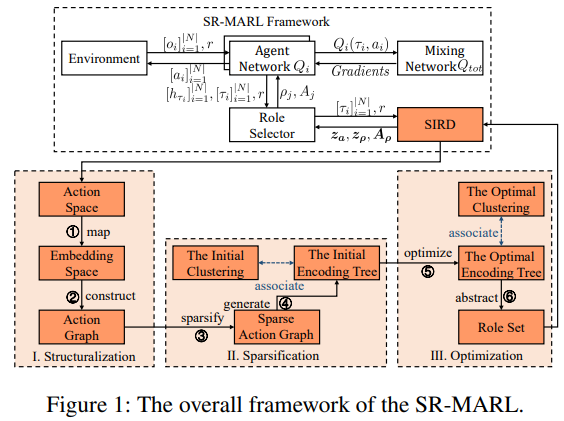 SR-MARL Framework
[o_i]_{i=1}^{|N|}, r
Q_i(τ_i, a_i)
Environment
Agent
Network Q_i
Mixing
Network Q_{tot}
[a_i]_{i=1}^{|N|}
Gradients
[h_{τ_i}]_{i=1}^{|N|}, [τ_i]_{i=1}^{|N|}, r
ρ_j, A_j
Role
Selector
[τ_i]_{i=1}^{|N|}, r
SIRD
z_a, z_ρ, A_ρ
Action
Space
① map
Embedding
Space
② construct
Action
Graph
I. Structuralization
The Initial
Clustering
The Initial
Encoding Tree
associate
generate ④
sparsify
③
Sparse
Action Graph
II. Sparsification
optimize
⑤
The Optimal
Clustering
associate
The Optimal
Encoding Tree
abstract ⑥
Role Set
III. Optimization
Figure 1: The overall framework of the SR-MARL.